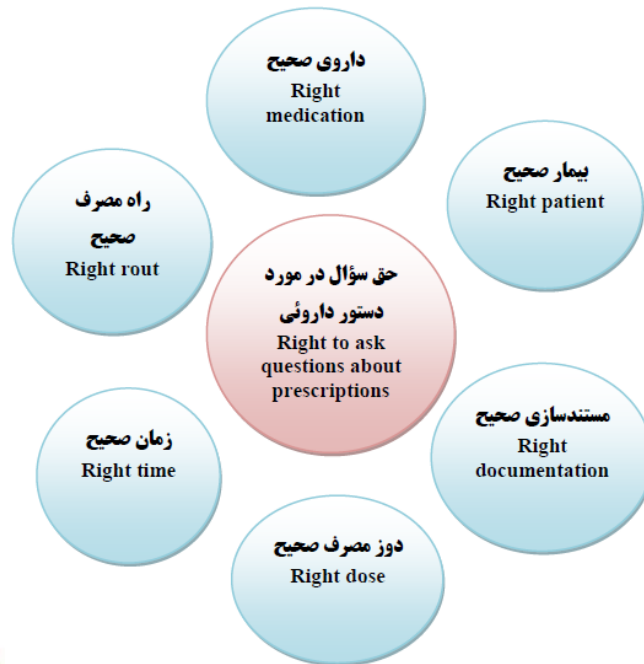 داروی صحیح
Right
medication
بیمار صحیح
Right patient
راه مصرف
صحیح
Right rout
حق سؤال در مورد
دستور داروئی
Right to ask
questions about
prescriptions
مستندسازی صحیح
Right
documentation
زمان صحیح
Right time
دوز مصرف صحیح
Right dose